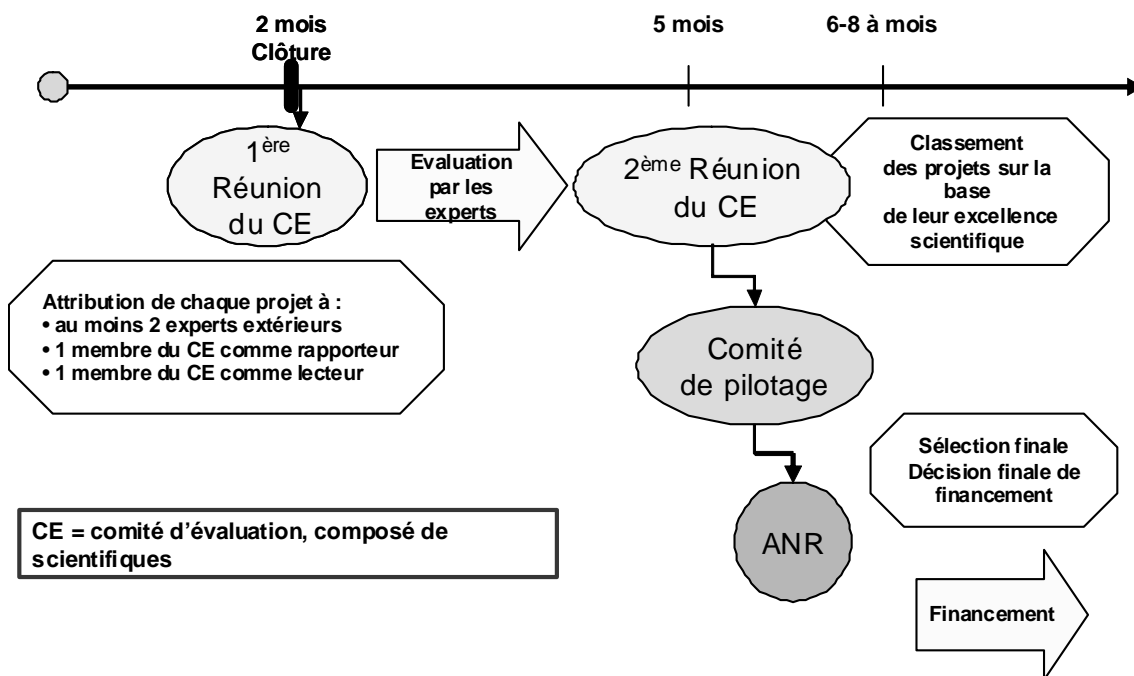 2 mois
Clôture
5 mois
6-8 à mois
1ère
Réunion
du CE
Evaluation
par les
experts
2ème Réunion
du CE
Classement
des projets sur la
base
de leur excellence
scientifique
Attribution de chaque projet à :
• au moins 2 experts extérieurs
• 1 membre du CE comme rapporteur
• 1 membre du CE comme lecteur
Comité
de pilotage
Sélection finale
Décision finale de
financement
CE = comité d’évaluation, composé de
scientifiques
ANR
Financement